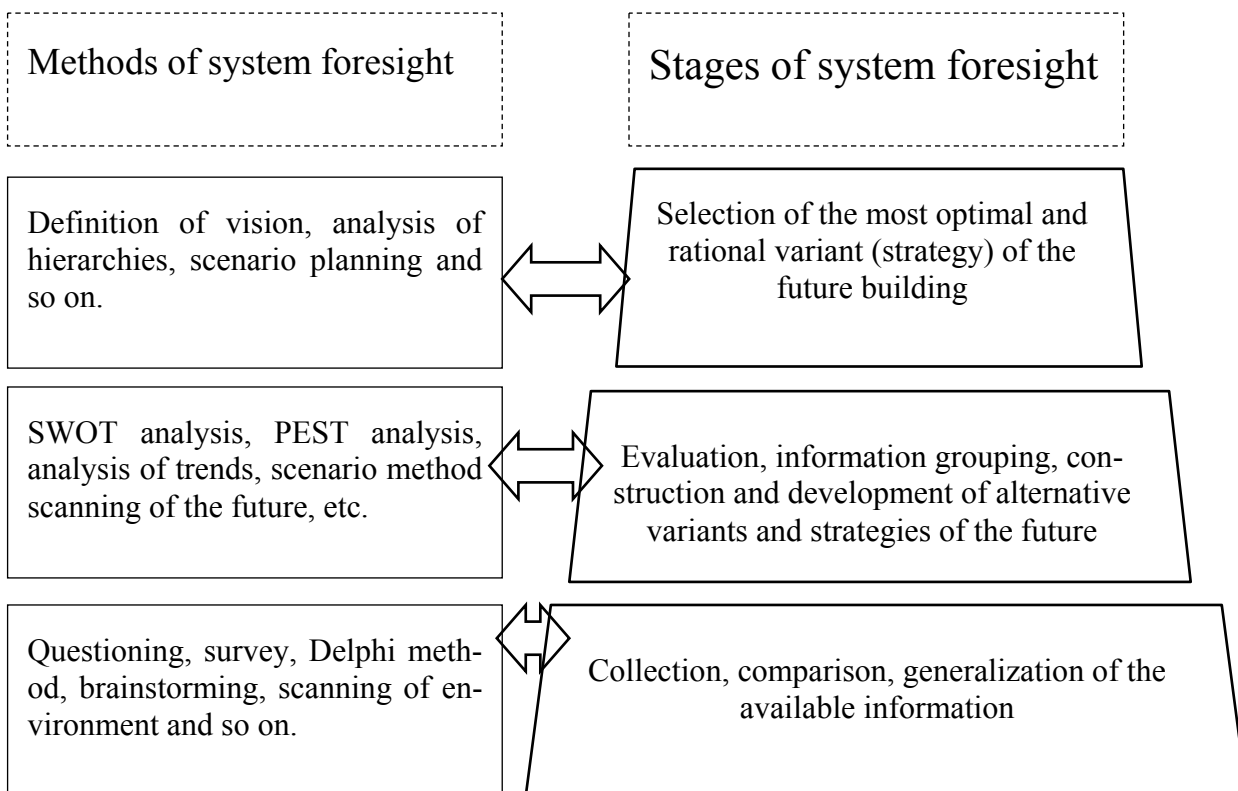 Methods of system foresight
Stages of system foresight
Definition of vision, analysis of
hierarchies, scenario planning and
so on.
Selection of the most optimal and
rational variant (strategy) of the
future building
SWOT analysis, PEST analysis,
analysis of trends, scenario method
scanning of the future, etc.
Evaluation, information grouping, con-
struction and development of alternative
variants and strategies of the future
Questioning, survey, Delphi meth-
od, brainstorming, scanning of en-
vironment and so on.
Collection, comparison, generalization of the
available information